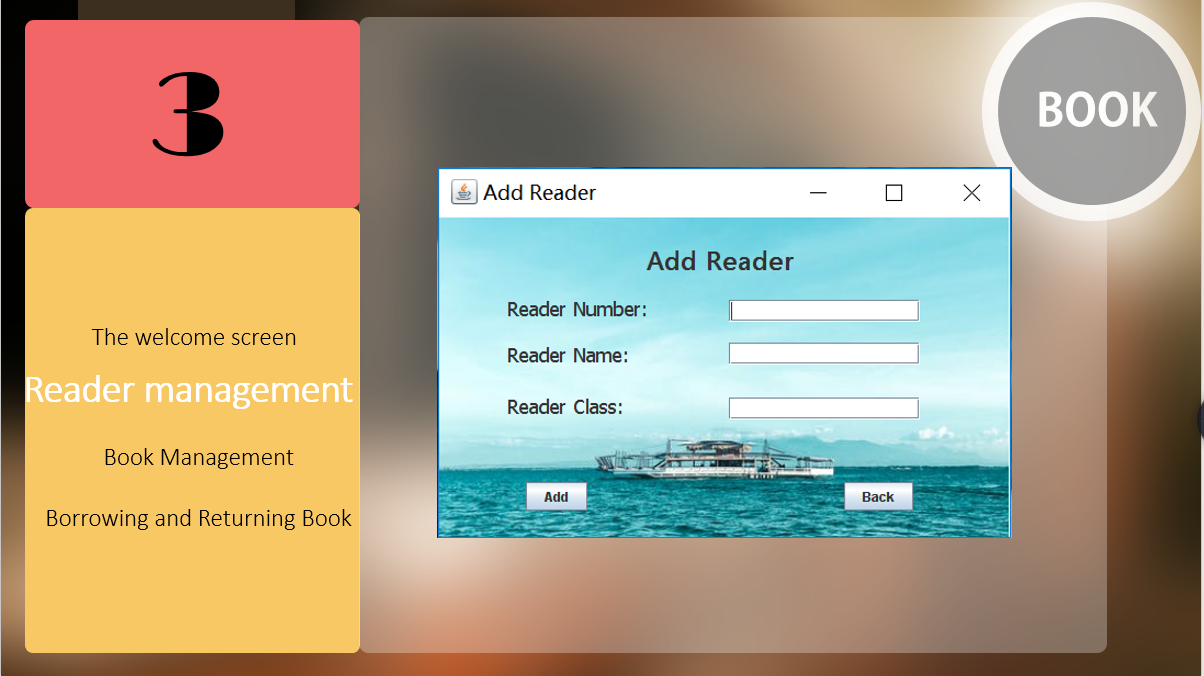 3
The welcome screen
Reader management
Book Management
Borrowing and Returning Book
BOOK
Add Reader
Add Reader
Reader Number:
Reader Name:
Reader Class:
Add
Back